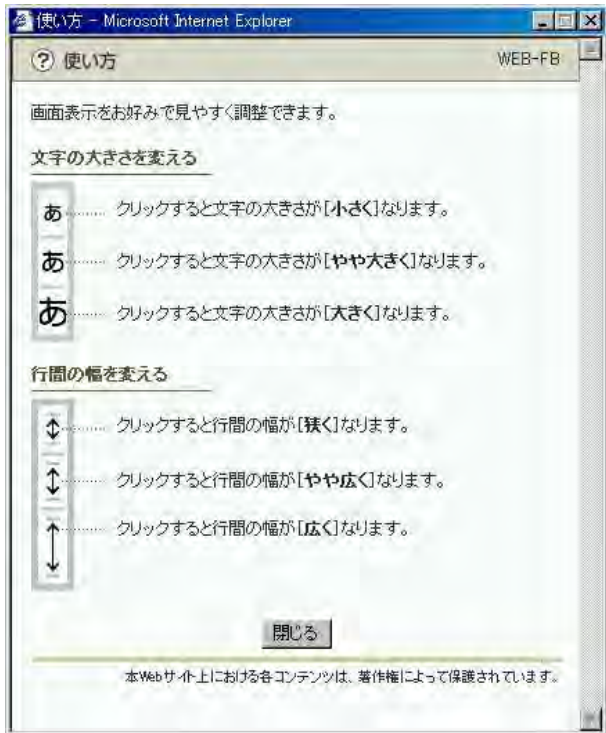 使い方 - Microsoft Internet Explorer
? 使い方 WEB-FB
画面表示をお好みで見やすく調整できます。
文字の大きさを変える
あ クリックすると文字の大きさが[小さく]なります。
あ クリックすると文字の大きさが[やや大きく]なります。
あ クリックすると文字の大きさが[大きく]なります。
行間の幅を変える
クリックすると行間の幅が[狭く]なります。
クリックすると行間の幅が[やや広く]なります。
クリックすると行間の幅が[広く]なります。
閉じる
本Webサイト上における各コンテンツは、著作権によって保護されています。